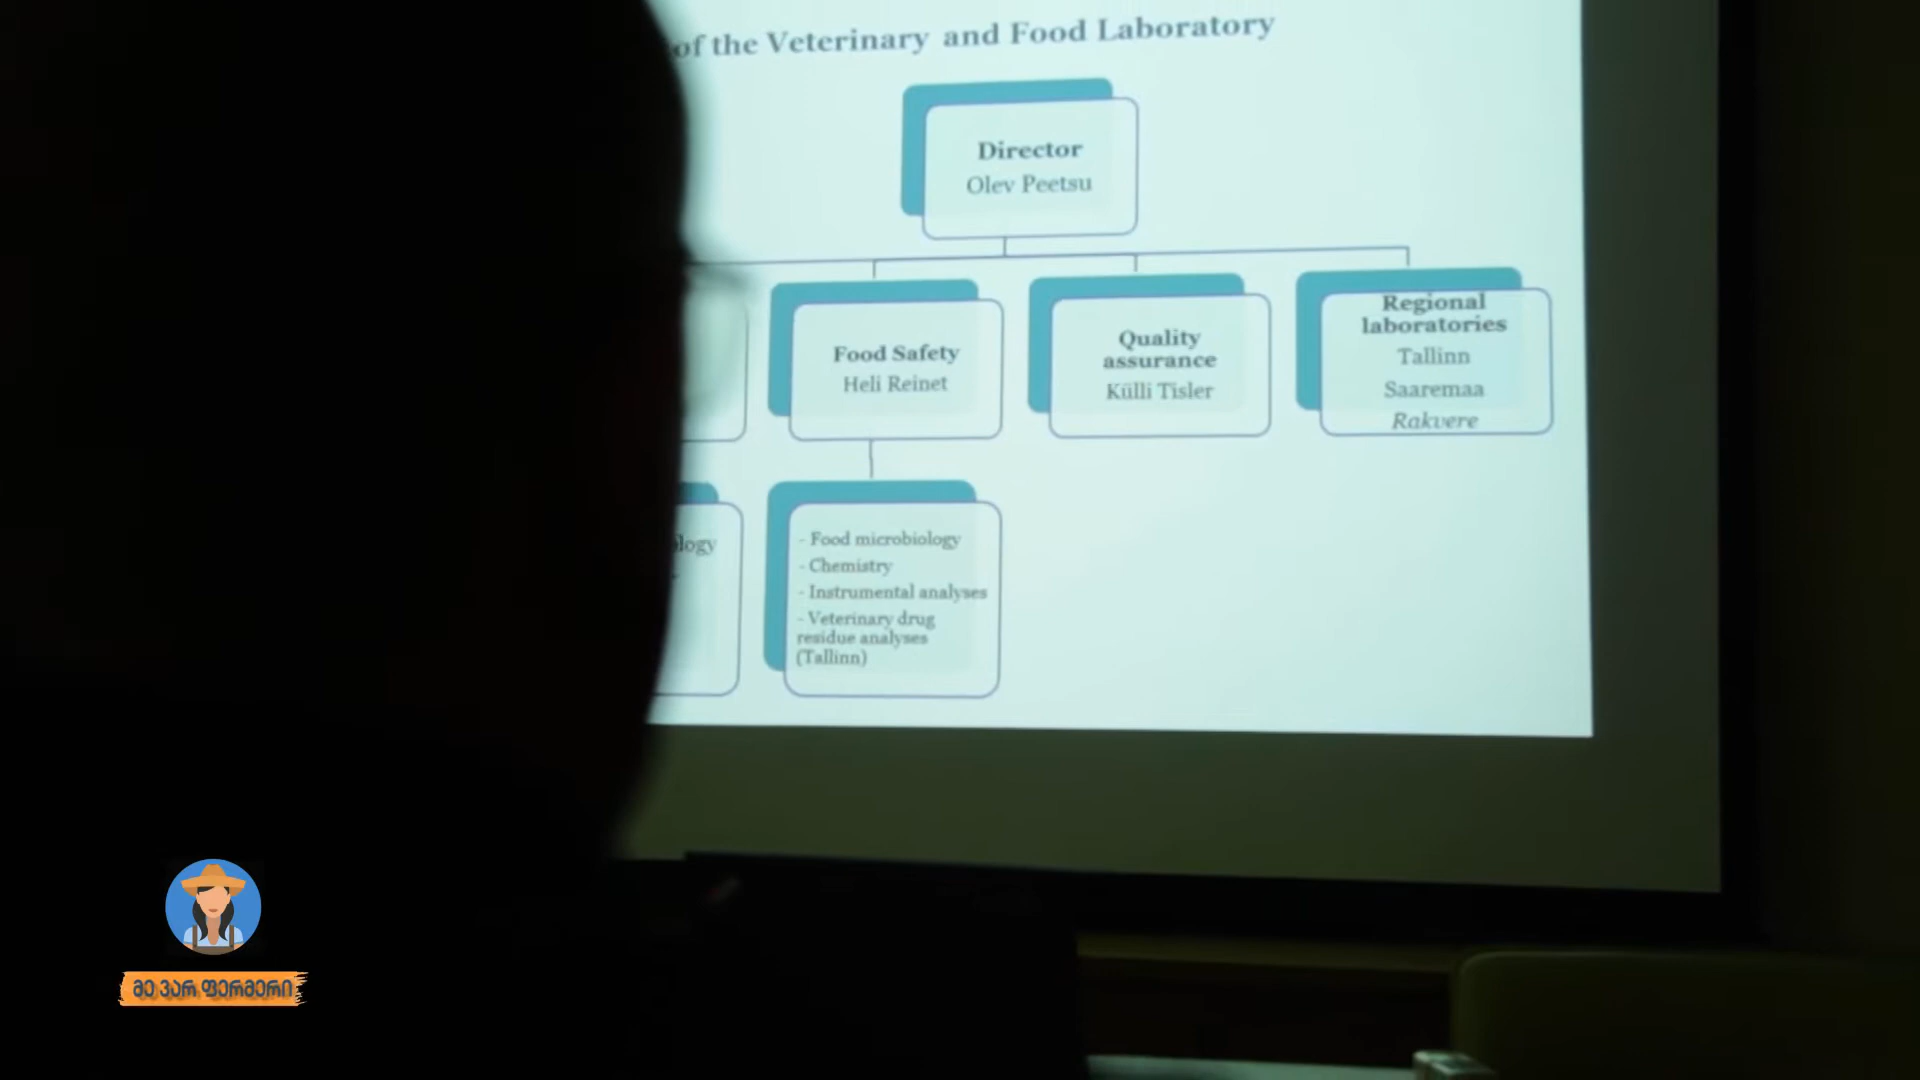 of the Veterinary and Food Laboratory
Director
Olev Peetsu
Food Safety
Heli Reinet
Quality
assurance
Külli Tisler
Regional
laboratories
Tallinn
Saaremaa
Rakvere
- Food microbiology
- Chemistry
- Instrumental analyses
- Veterinary drug
residue analyses
(Tallinn)
მე ვარ ფერმერი